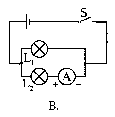 S
L₁
L₂ + A -
B.